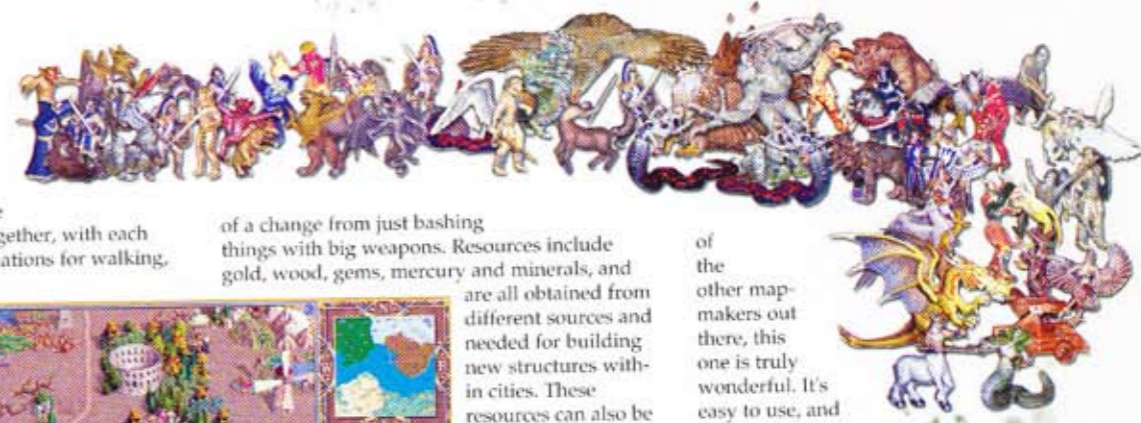 gether, with each
ations for walking,
of a change from just bashing
things with big weapons. Resources include
gold, wood, gems, mercury and minerals, and
are all obtained from
different sources and
needed for building
new structures with-
in cities. These
resources can also be
of
the
other map-
makers out
there, this
one is truly
wonderful. It's
easy to use, and